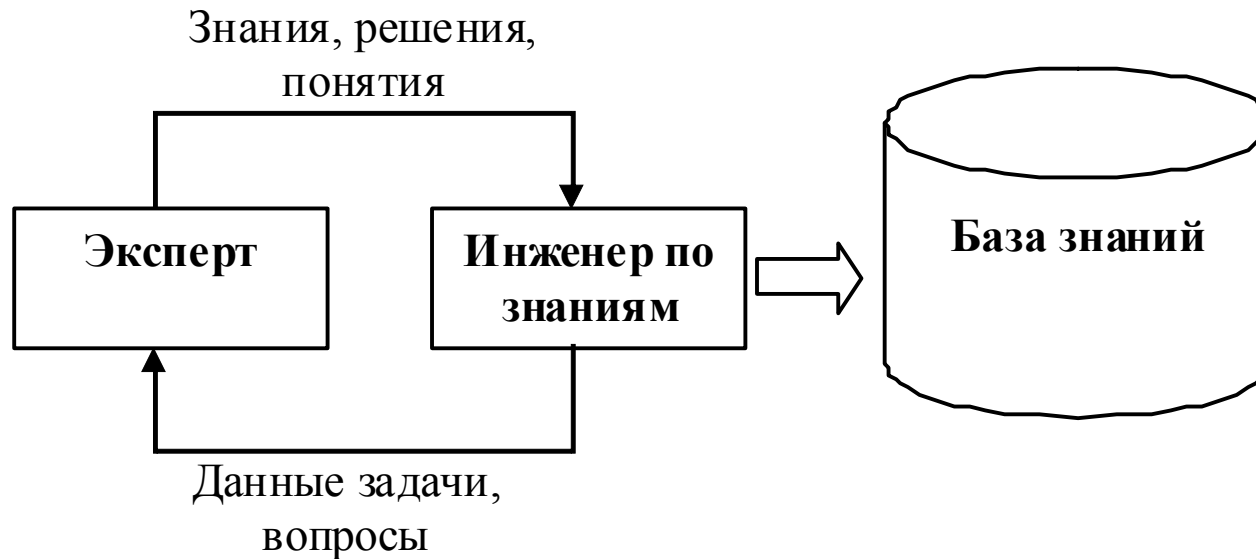 Знания, решения,
понятия
Эксперт
Инженер по
знаниям
База знаний
Данные задачи,
вопросы